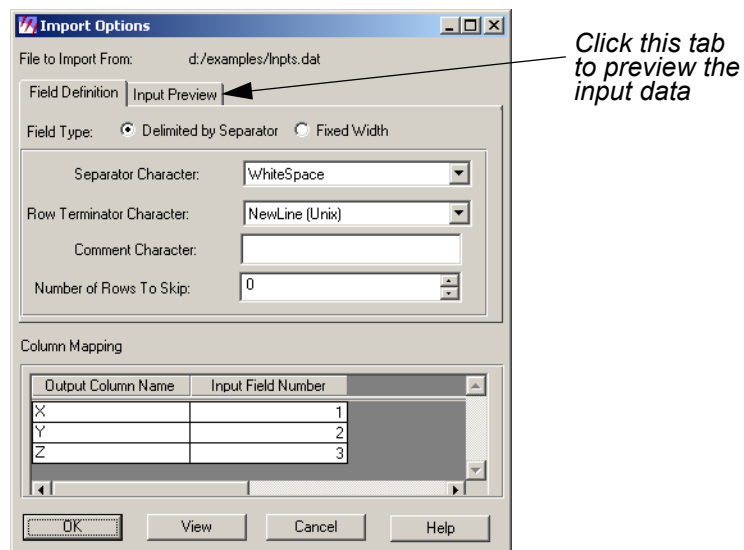 Import Options
Click this tab
to preview the
input data
File to Import From: d:/examples/Inpts.dat
Field Definition Input Preview
Field Type: Delimited by Separator Fixed Width
Separator Character: WhiteSpace
Row Terminator Character: NewLine (Unix)
Comment Character:
Number of Rows To Skip: 0
Column Mapping
Output Column Name Input Field Number
X 1
Y 2
Z 3
OK View Cancel Help